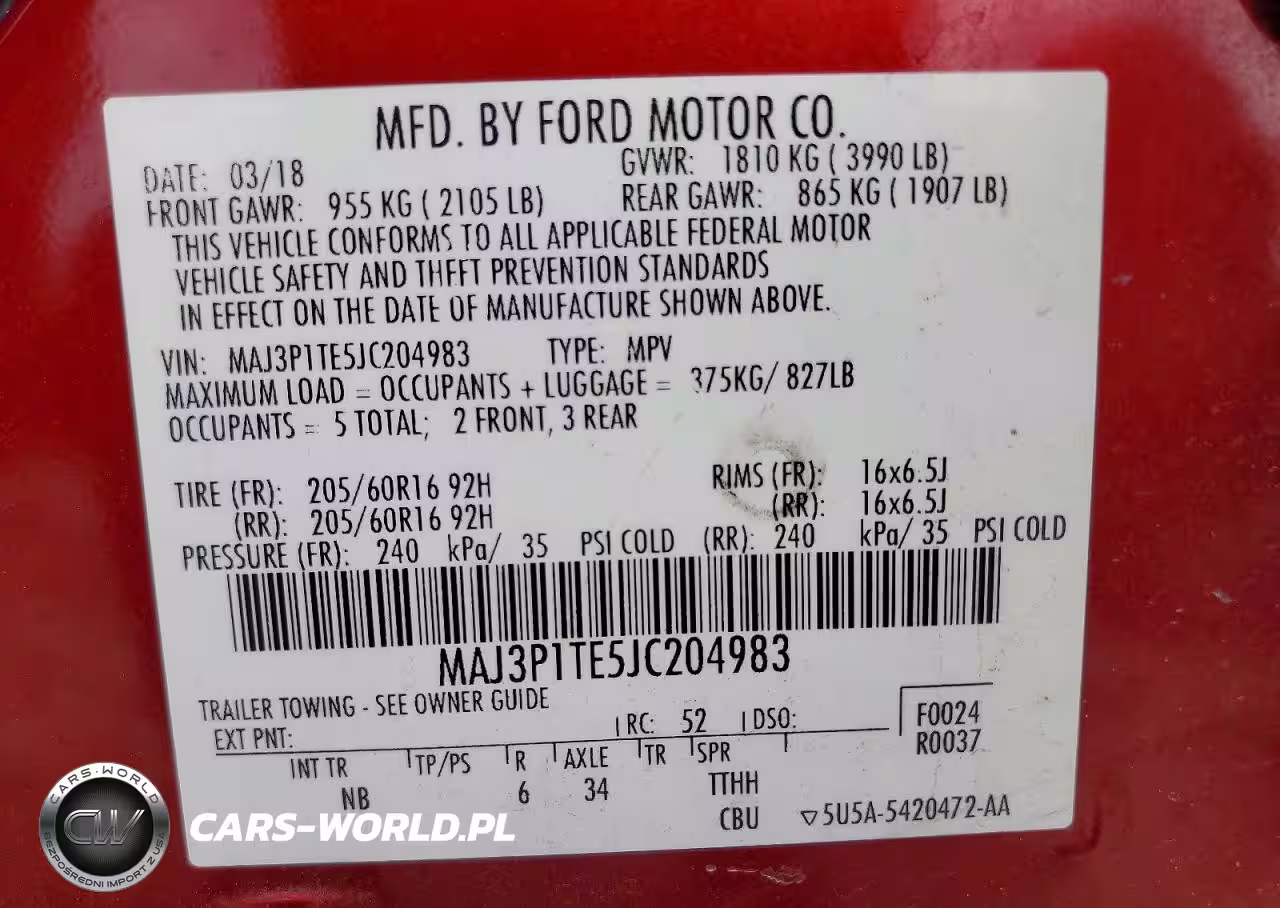 MFD. BY FORD MOTOR CO.
DATE: 03/18 GVWR: 1810 KG ( 3990 LB)
FRONT GAWR: 955 KG ( 2105 LB) REAR GAWR: 865 KG ( 1907 LB)
THIS VEHICLE CONFORMS TO ALL APPLICABLE FEDERAL MOTOR
VEHICLE SAFETY AND THEFT PREVENTION STANDARDS
IN EFFECT ON THE DATE OF MANUFACTURE SHOWN ABOVE.
VIN: MAJ3P1TE5JC204983 TYPE: MPV
MAXIMUM LOAD = OCCUPANTS + LUGGAGE = 375KG/ 827LB
OCCUPANTS = 5 TOTAL; 2 FRONT, 3 REAR
TIRE (FR): 205/60R16 92H RIMS (FR): 16x6.5J
(RR): 205/60R16 92H (RR): 16x6.5J
PRESSURE (FR): 240 kPa/ 35 PSI COLD (RR): 240 kPa/ 35 PSI COLD
MAJ3P1TE5JC204983
TRAILER TOWING - SEE OWNER GUIDE
EXT PNT: RC: 52 DSO: F0024
R0037
INT TR TP/PS R AXLE TR SPR
NB 6 34 TTHH
CBU ▽5U5A-5420472-AA
CARS-WORLD
CW
BEZPOŚREDNI IMPORT Z USA
CARS-WORLD.PL